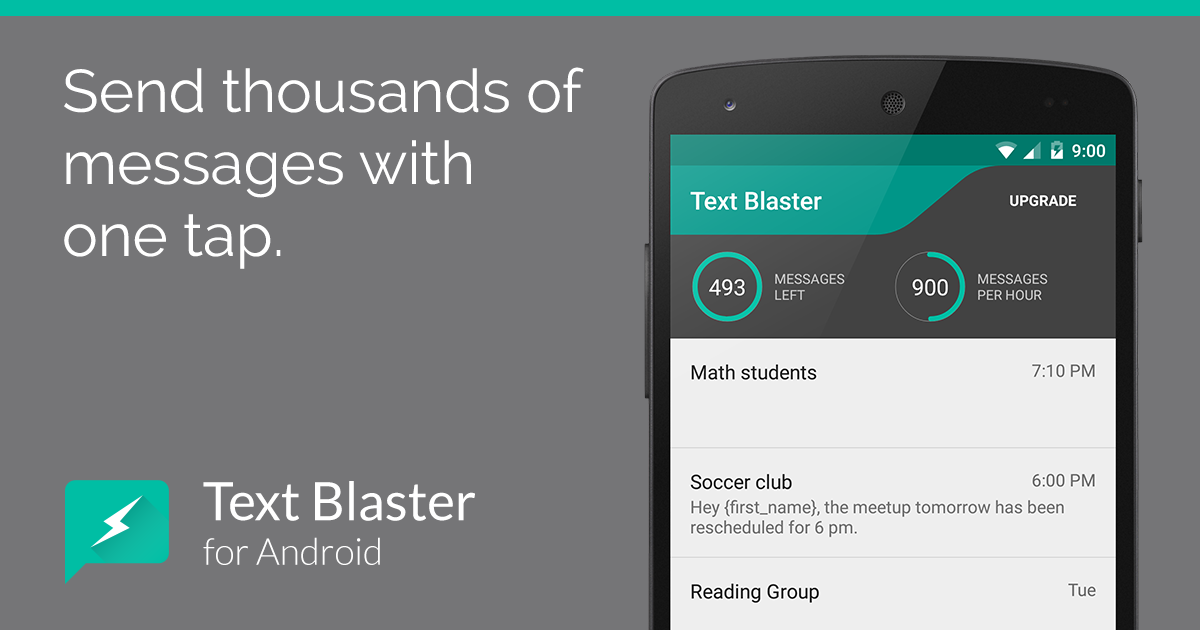 Send thousands of
messages with
one tap.
Text Blaster
for Android
9:00
Text Blaster
UPGRADE
493
MESSAGES
LEFT
900
MESSAGES
PER HOUR
Math students
7:10 PM
Soccer club
6:00 PM
Hey {first_name}, the meetup tomorrow has been
rescheduled for 6 pm.
Reading Group
Tue